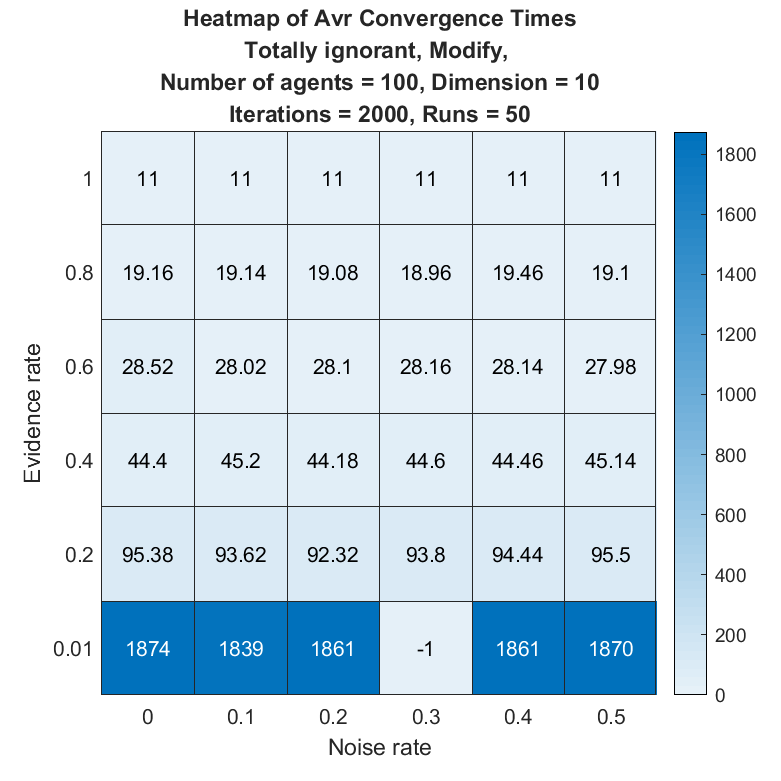 Heatmap of Avr Convergence Times
Totally ignorant, Modify,
Number of agents = 100, Dimension = 10
Iterations = 2000, Runs = 50
Evidence rate
1 11 11 11 11 11 11
0.8 19.16 19.14 19.08 18.96 19.46 19.1
0.6 28.52 28.02 28.1 28.16 28.14 27.98
0.4 44.4 45.2 44.18 44.6 44.46 45.14
0.2 95.38 93.62 92.32 93.8 94.44 95.5
0.01 1874 1839 1861 -1 1861 1870
0 0.1 0.2 0.3 0.4 0.5
Noise rate
1800
1600
1400
1200
1000
800
600
400
200
0